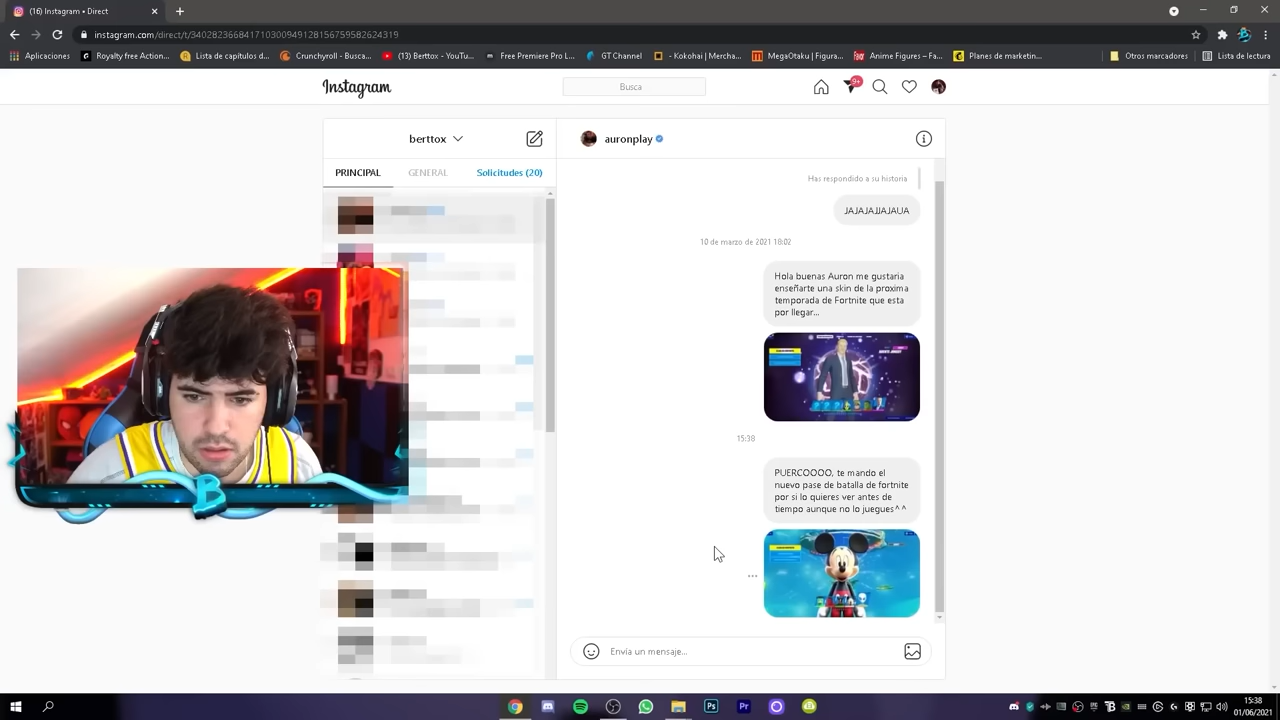 (16) Instagram • Direct
instagram.com/direct/t/340282366841710300949128156759582624319
Aplicaciones
Royalty free Action...
Lista de capítulos d...
Crunchyroll - Busca...
(13) Berttox - YouTu...
Free Premiere Pro L...
GT Channel
- Kokohai | Mercha...
MegaOtaku | Figura...
Anime Figures – Fa...
Planes de marketin...
Otros marcadores
Lista de lectura
Instagram
Busca
9+
berttox
auronplay
PRINCIPAL
GENERAL
Solicitudes (20)
Has respondido a su historia
JAJAJAJJAJAUA
10 de marzo de 2021 18:02
Hola buenas Auron me gustaria
enseñarte una skin de la proxima
temporada de Fortnite que esta
por llegar...
15:38
PUERCOOOO, te mando el
nuevo pase de batalla de fortnite
por si lo quieres ver antes de
tiempo aunque no lo juegues^^
B
Envía un mensaje...
15:38
01/06/2021